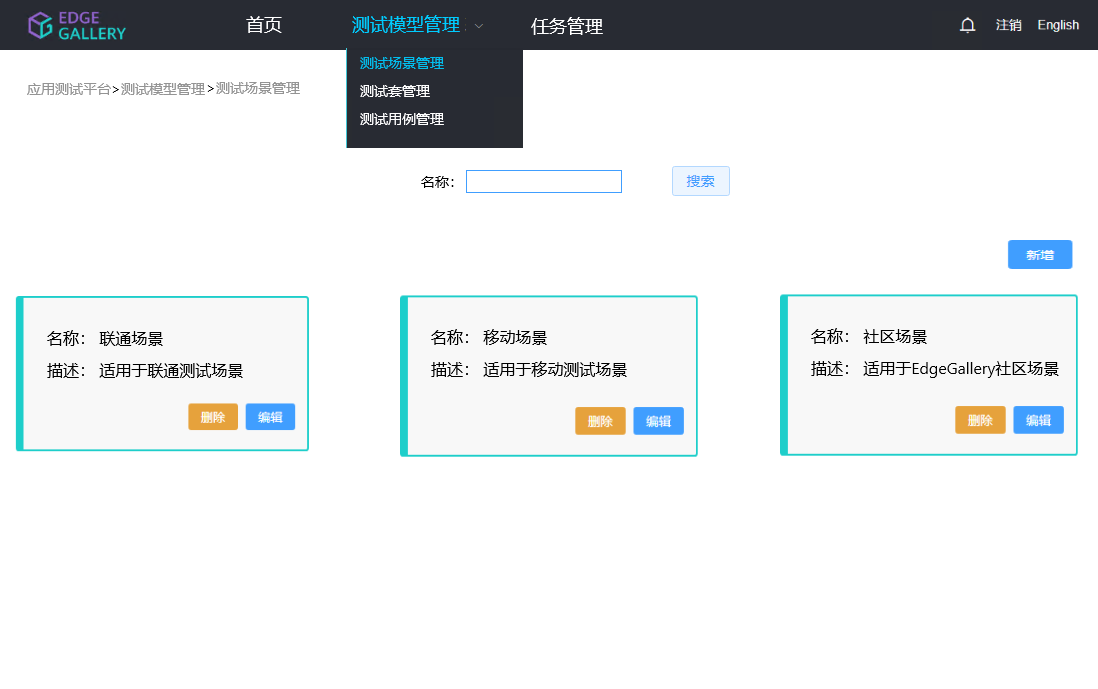 EDGE
GALLERY
首页
测试模型管理
任务管理
注销
English
测试场景管理
测试套管理
测试用例管理
应用测试平台>测试模型管理>测试场景管理
名称：
搜索
新增
名称： 联通场景
描述： 适用于联通测试场景
删除
编辑
名称： 移动场景
描述： 适用于移动测试场景
删除
编辑
名称： 社区场景
描述： 适用于EdgeGallery社区场景
删除
编辑